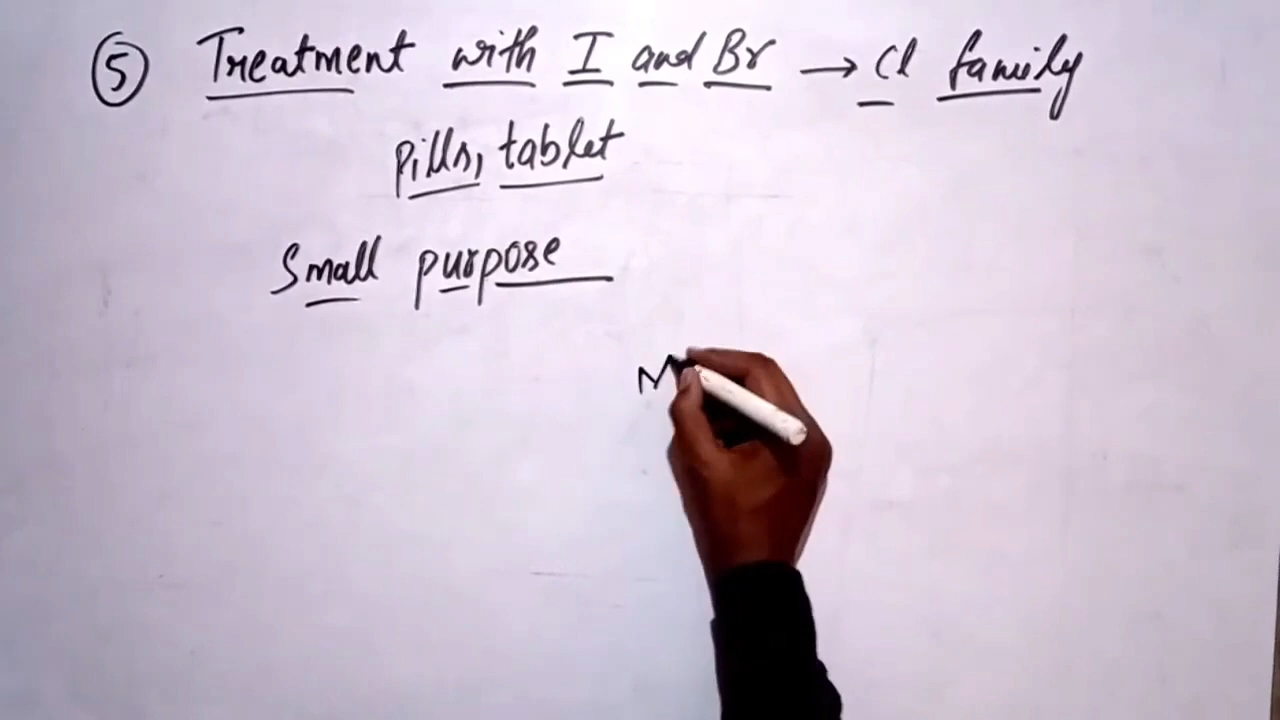 ⑤ Treatment with I and Br → Cl family
pills, tablet
Small purpose
M